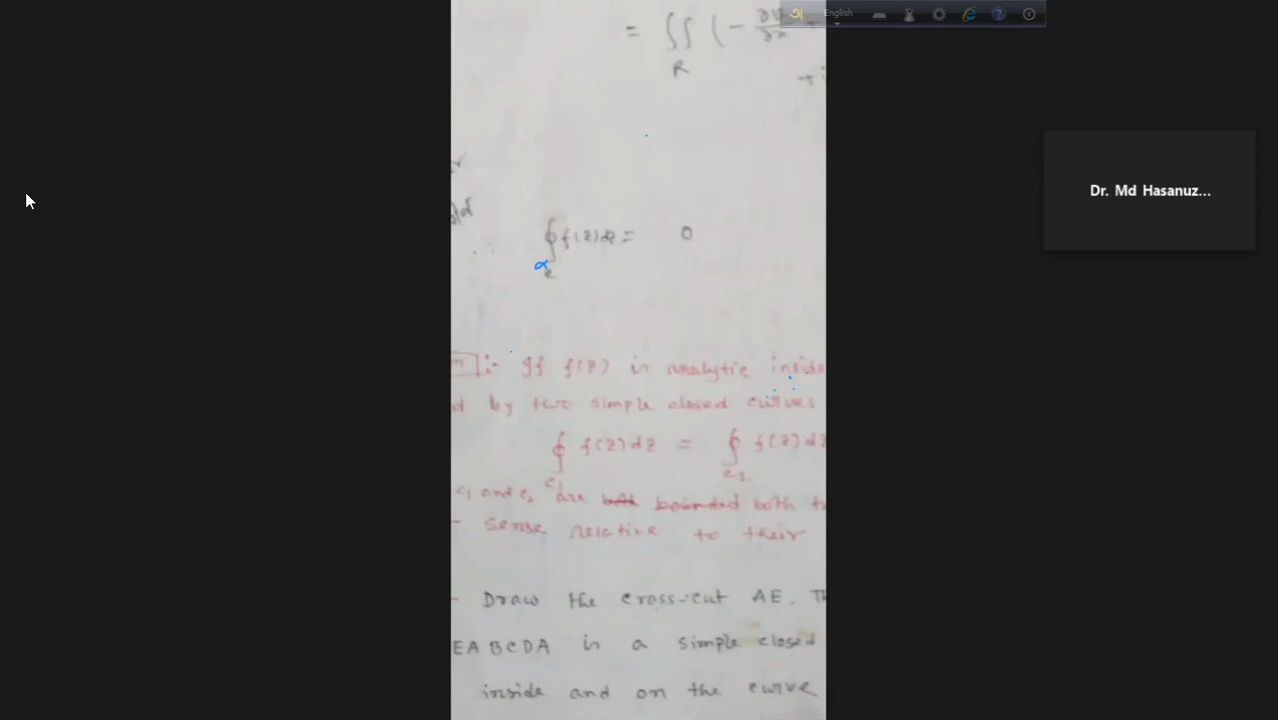 English
= ∬ ( - ∂v/∂x
R
+i
∮ f(z)dz = 0
α
c
:- If f(z) is analytic inside
d by two simple closed curves
∮ f(z)dz = ∮ f(z)dz
c₁ c₂
c₁ and c₂ are both bounded both
- sense relative to their
- Draw the cross-cut AE.
EABCDA is a simple closed
inside and on the curve
Dr. Md Hasanuz...